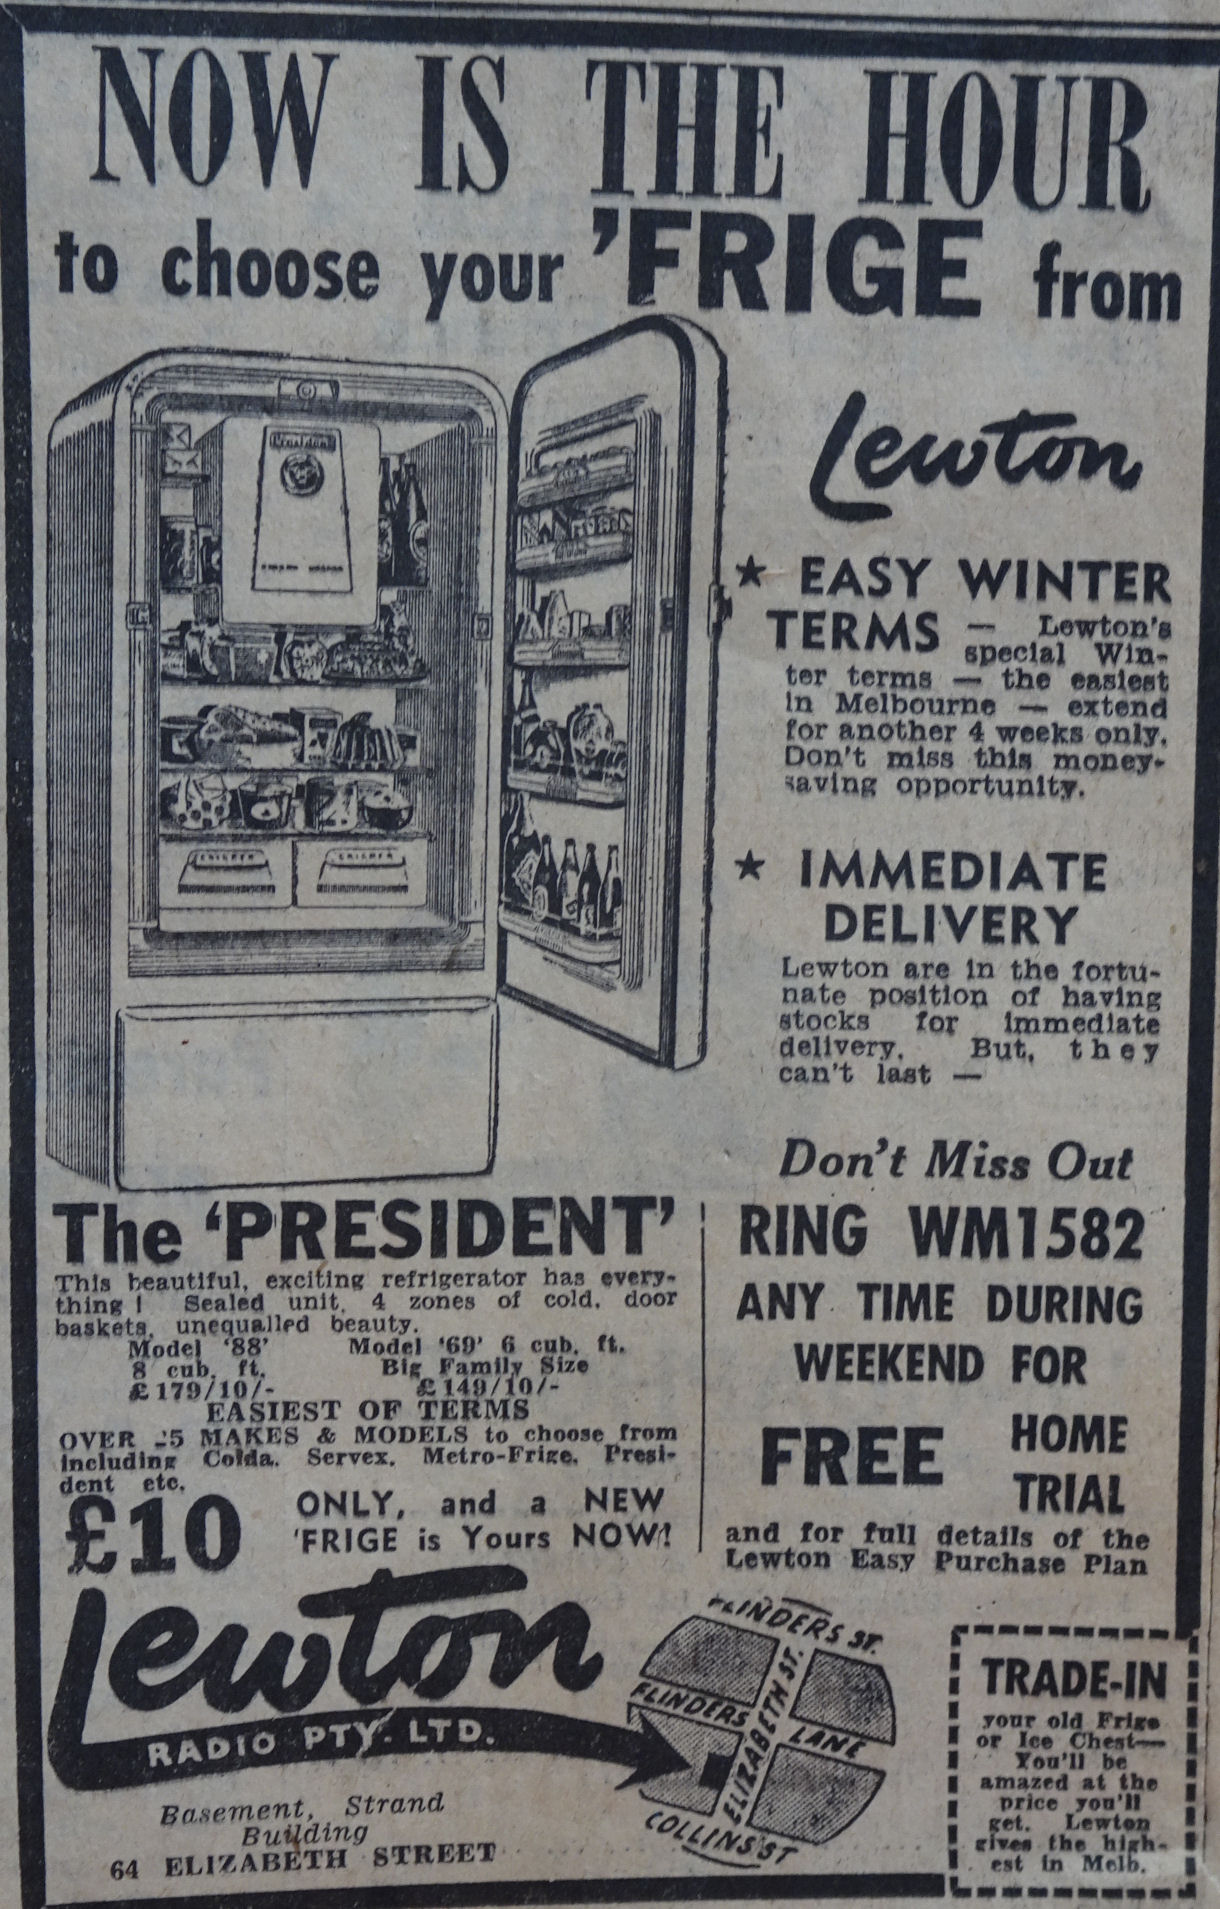 NOW IS THE HOUR
to choose your 'FRIGE from
Lewton
President
★ EASY WINTER
TERMS — Lewton's
special Win-
ter terms — the easiest
in Melbourne — extend
for another 4 weeks only.
Don't miss this money-
saving opportunity.
★ IMMEDIATE
DELIVERY
Lewton are in the fortu-
nate position of having
stocks for immediate
delivery. But, they
can't last —
CRISPER CRISPER
The 'PRESIDENT'
This beautiful, exciting refrigerator has every-
thing! Sealed unit, 4 zones of cold, door
baskets, unequalled beauty.
Model '88' Model '69' 6 cub. ft.
8 cub. ft. Big Family Size
£179/10/- £149/10/-
EASIEST OF TERMS
OVER 25 MAKES & MODELS to choose from
including Colda, Servex, Metro-Frige, Presi-
dent etc.
£10 ONLY, and a NEW
'FRIGE is Yours NOW!
Don't Miss Out
RING WM1582
ANY TIME DURING
WEEKEND FOR
FREE HOME
TRIAL
and for full details of the
Lewton Easy Purchase Plan
Lewton
RADIO PTY. LTD.
Basement, Strand
Building
64 ELIZABETH STREET
FLINDERS ST.
FLINDERS LANE
ELIZABETH ST.
COLLINS ST
TRADE-IN
your old Frige
or Ice Chest—
You'll be
amazed at the
price you'll
get. Lewton
gives the high-
est in Melb.